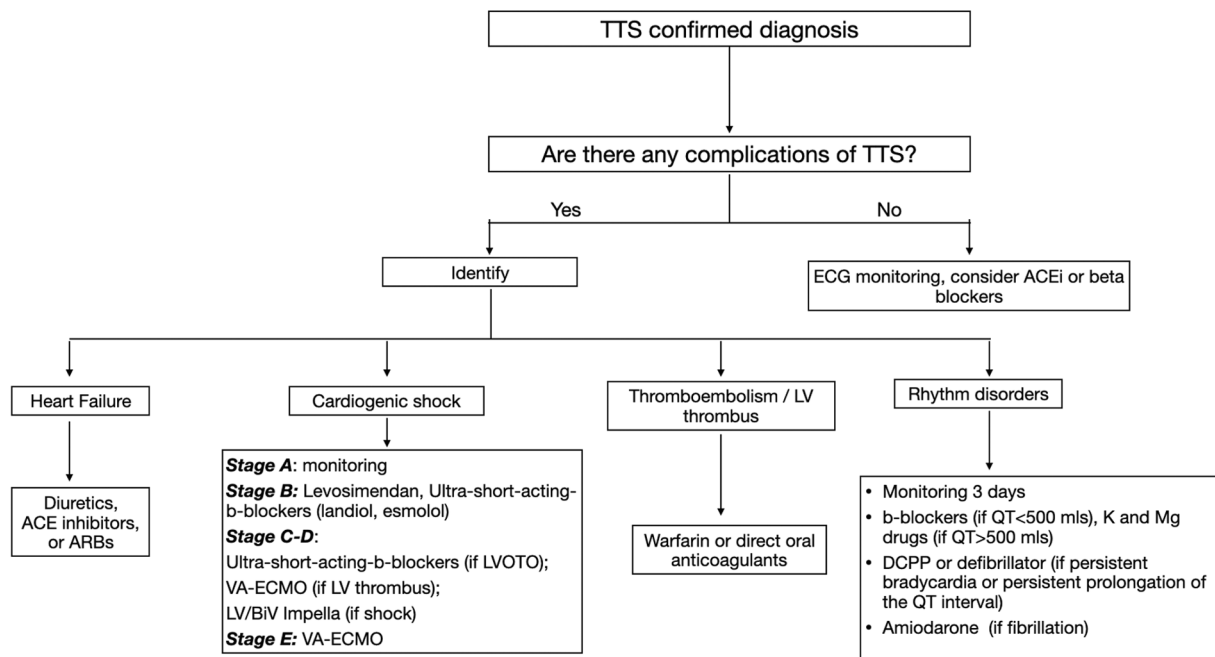 TTS confirmed diagnosis
Are there any complications of TTS?
Yes
No
Identify
ECG monitoring, consider ACEi or beta
blockers
Heart Failure
Cardiogenic shock
Thromboembolism / LV
thrombus
Rhythm disorders
Diuretics,
ACE inhibitors,
or ARBs
Stage A: monitoring
Stage B: Levosimendan, Ultra-short-acting-
b-blockers (landiol, esmolol)
Stage C-D:
Ultra-short-acting-b-blockers (if LVOTO);
VA-ECMO (if LV thrombus);
LV/BiV Impella (if shock)
Stage E: VA-ECMO
Warfarin or direct oral
anticoagulants
• Monitoring 3 days
• b-blockers (if QT<500 mls), K and Mg
drugs (if QT>500 mls)
• DCPP or defibrillator (if persistent
bradycardia or persistent prolongation of
the QT interval)
• Amiodarone (if fibrillation)